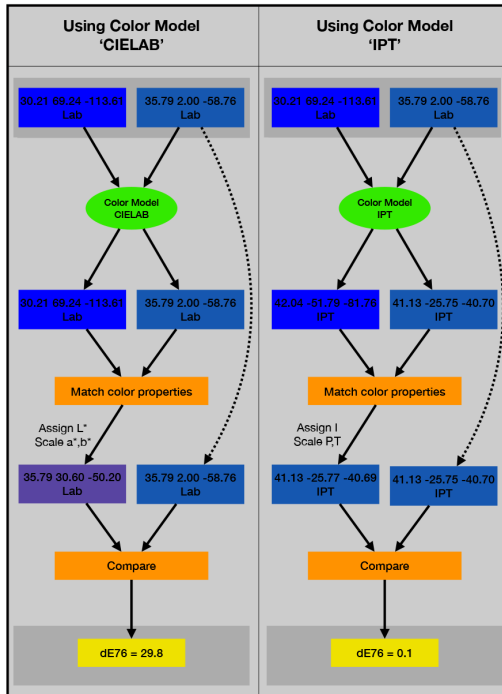 Using Color Model
'CIELAB'
Using Color Model
'IPT'
30.21 69.24 -113.61
Lab
35.79 2.00 -58.76
Lab
30.21 69.24 -113.61
Lab
35.79 2.00 -58.76
Lab
Color Model
CIELAB
Color Model
IPT
30.21 69.24 -113.61
Lab
35.79 2.00 -58.76
Lab
42.04 -51.79 -81.76
IPT
41.13 -25.75 -40.70
IPT
Match color properties
Match color properties
Assign L*
Scale a*,b*
Assign I
Scale P,T
35.79 30.60 -50.20
Lab
35.79 2.00 -58.76
Lab
41.13 -25.77 -40.69
IPT
41.13 -25.75 -40.70
IPT
Compare
Compare
dE76 = 29.8
dE76 = 0.1